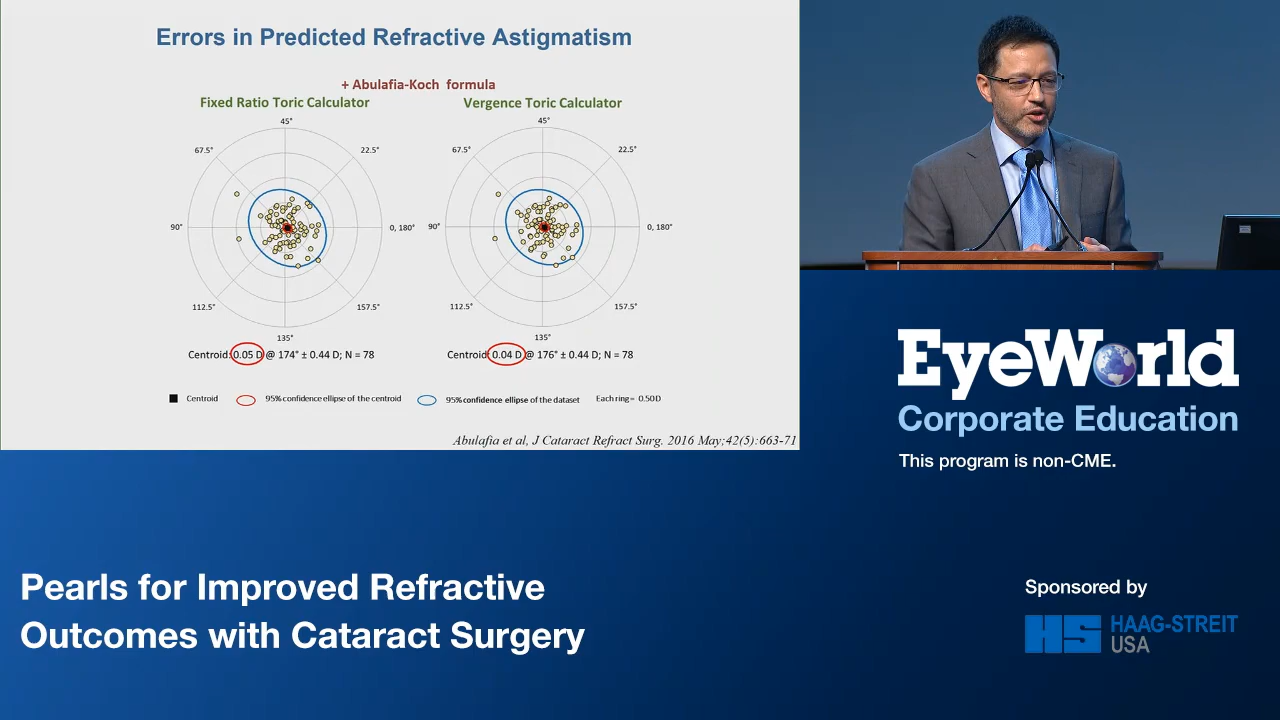 Errors in Predicted Refractive Astigmatism
+ Abulafia-Koch formula
Fixed Ratio Toric Calculator
Vergence Toric Calculator
45°
67.5°
22.5°
90°
0, 180°
112.5°
157.5°
135°
45°
67.5°
22.5°
90°
0, 180°
112.5°
157.5°
135°
Centroid: 0.05 D @ 174° ± 0.44 D; N = 78
Centroid: 0.04 D @ 176° ± 0.44 D; N = 78
Centroid
95% confidence ellipse of the centroid
95% confidence ellipse of the dataset
Each ring = 0.50D
Abulafia et al, J Cataract Refract Surg. 2016 May;42(5):663-71
EyeWorld
Corporate Education
This program is non-CME.
Pearls for Improved Refractive
Outcomes with Cataract Surgery
Sponsored by
HS HAAG-STREIT
USA